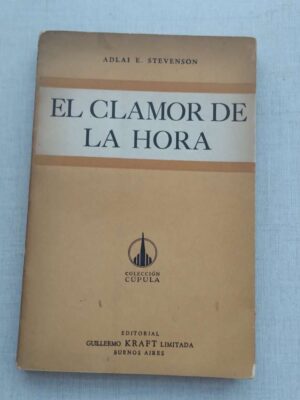 ADLAI E. STEVENSON
EL CLAMOR DE
LA HORA
COLECCIÓN
CÚPULA
EDITORIAL
GUILLERMO KRAFT LIMITADA
BUENOS AIRES